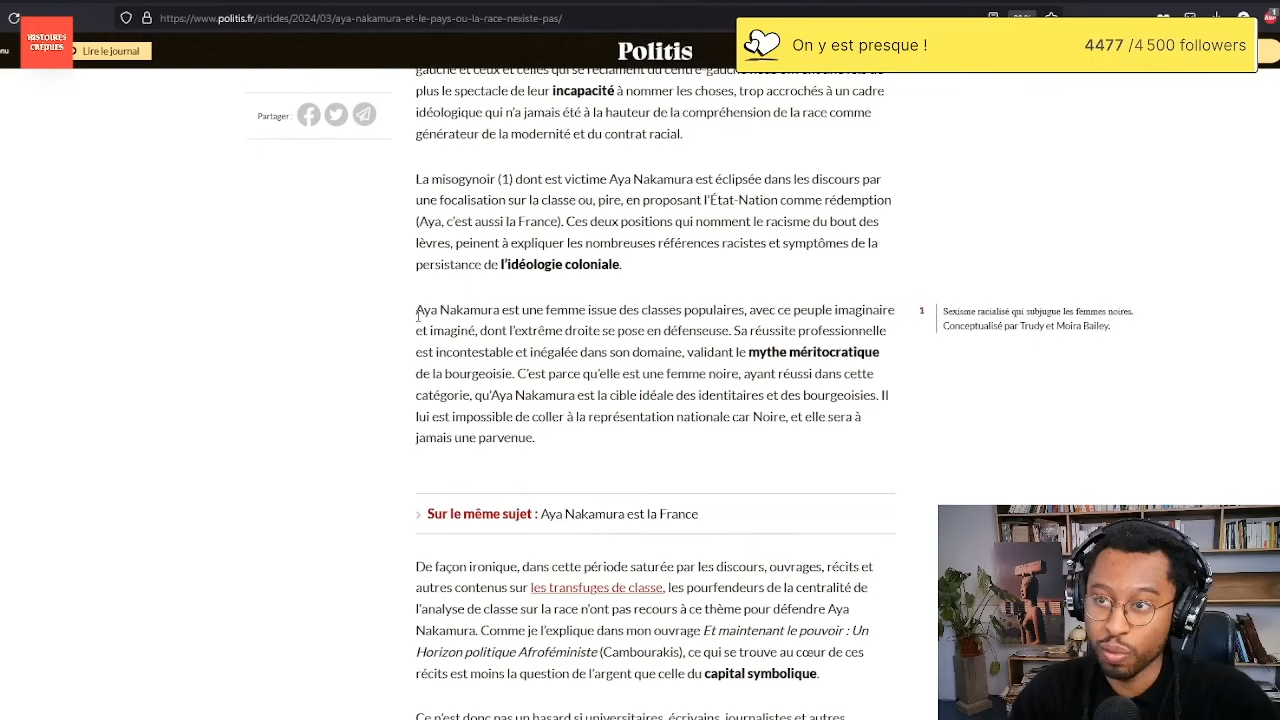 https://www.politis.fr/articles/2024/03/aya-nakamura-et-le-pays-ou-la-race-nexiste-pas/
HISTOIRES
CRÉPUES
nu
Lire le journal
Politis
On y est presque !
4477 /4 500 followers
Partager :
plus le spectacle de leur incapacité à nommer les choses, trop accrochés à un cadre
idéologique qui n'a jamais été à la hauteur de la compréhension de la race comme
générateur de la modernité et du contrat racial.
La misogynoir (1) dont est victime Aya Nakamura est éclipsée dans les discours par
une focalisation sur la classe ou, pire, en proposant l'État-Nation comme rédemption
(Aya, c'est aussi la France). Ces deux positions qui nomment le racisme du bout des
lèvres, peinent à expliquer les nombreuses références racistes et symptômes de la
persistance de l'idéologie coloniale.
Aya Nakamura est une femme issue des classes populaires, avec ce peuple imaginaire
et imaginé, dont l'extrême droite se pose en défenseuse. Sa réussite professionnelle
est incontestable et inégalée dans son domaine, validant le mythe méritocratique
de la bourgeoisie. C'est parce qu'elle est une femme noire, ayant réussi dans cette
catégorie, qu'Aya Nakamura est la cible idéale des identitaires et des bourgeoisies. Il
lui est impossible de coller à la représentation nationale car Noire, et elle sera à
jamais une parvenue.
1 Sexisme racialisé qui subjugue les femmes noires.
Conceptualisé par Trudy et Moira Bailey.
Sur le même sujet : Aya Nakamura est la France
De façon ironique, dans cette période saturée par les discours, ouvrages, récits et
autres contenus sur les transfuges de classe, les pourfendeurs de la centralité de
l'analyse de classe sur la race n'ont pas recours à ce thème pour défendre Aya
Nakamura. Comme je l'explique dans mon ouvrage Et maintenant le pouvoir : Un
Horizon politique Afroféministe (Cambourakis), ce qui se trouve au cœur de ces
récits est moins la question de l'argent que celle du capital symbolique.
Ce n'est donc pas un hasard si universitaires, écrivains, journalistes et autres